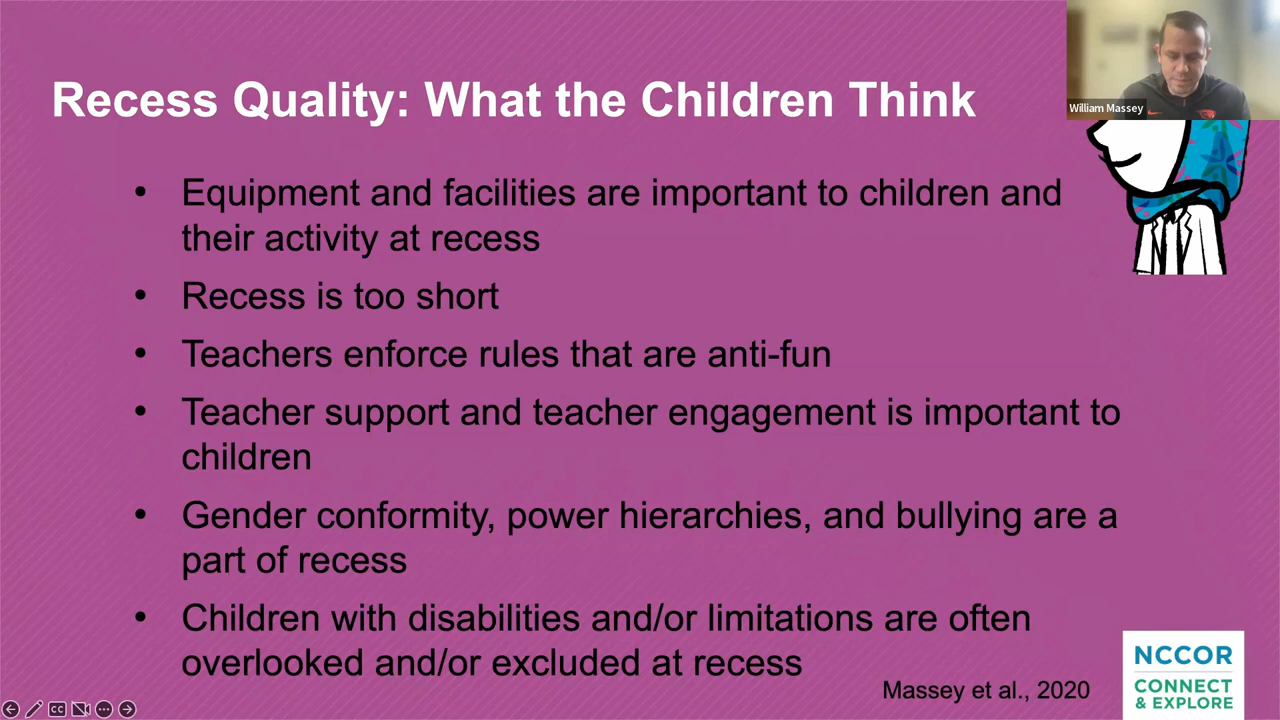 Recess Quality: What the Children Think
William Massey
• Equipment and facilities are important to children and
their activity at recess
• Recess is too short
• Teachers enforce rules that are anti-fun
• Teacher support and teacher engagement is important to
children
• Gender conformity, power hierarchies, and bullying are a
part of recess
• Children with disabilities and/or limitations are often
overlooked and/or excluded at recess
Massey et al., 2020
NCCOR
CONNECT
& EXPLORE
CC